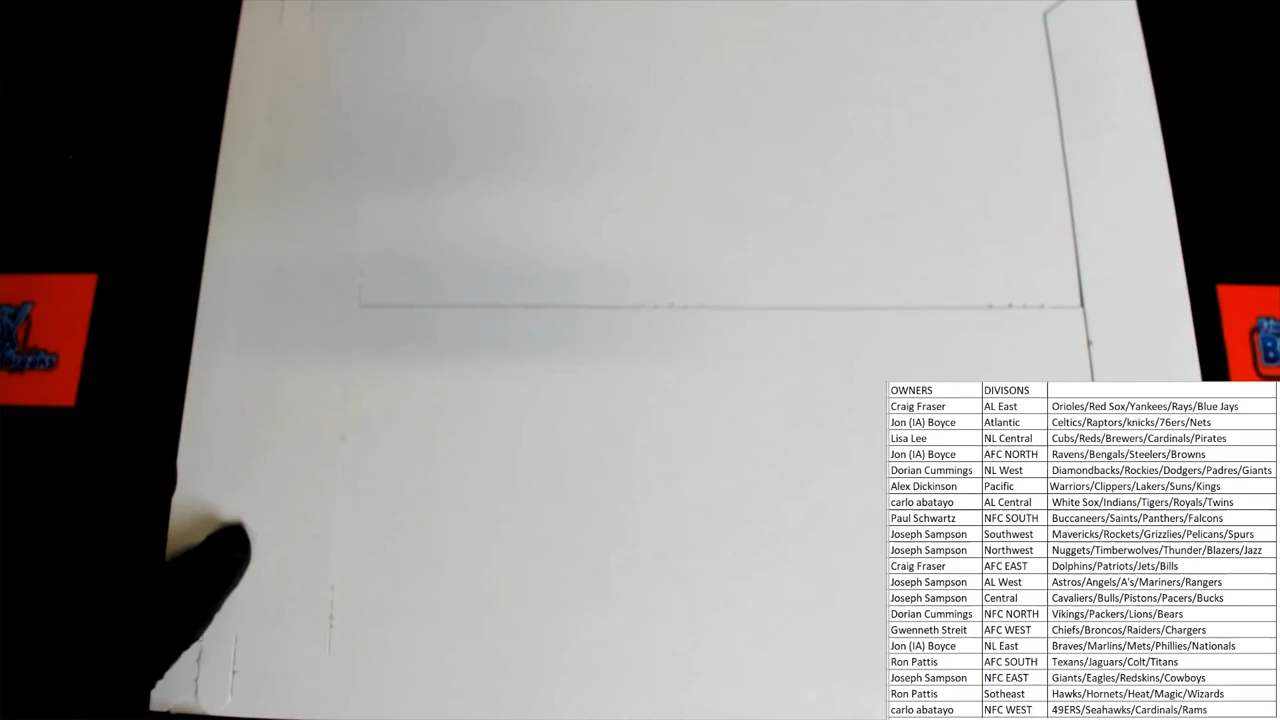 OWNERS DIVISONS
Craig Fraser AL East Orioles/Red Sox/Yankees/Rays/Blue Jays
Jon (IA) Boyce Atlantic Celtics/Raptors/knicks/76ers/Nets
Lisa Lee NL Central Cubs/Reds/Brewers/Cardinals/Pirates
Jon (IA) Boyce AFC NORTH Ravens/Bengals/Steelers/Browns
Dorian Cummings NL West Diamondbacks/Rockies/Dodgers/Padres/Giants
Alex Dickinson Pacific Warriors/Clippers/Lakers/Suns/Kings
carlo abatayo AL Central White Sox/Indians/Tigers/Royals/Twins
Paul Schwartz NFC SOUTH Buccaneers/Saints/Panthers/Falcons
Joseph Sampson Southwest Mavericks/Rockets/Grizzlies/Pelicans/Spurs
Joseph Sampson Northwest Nuggets/Timberwolves/Thunder/Blazers/Jazz
Craig Fraser AFC EAST Dolphins/Patriots/Jets/Bills
Joseph Sampson AL West Astros/Angels/A's/Mariners/Rangers
Joseph Sampson Central Cavaliers/Bulls/Pistons/Pacers/Bucks
Dorian Cummings NFC NORTH Vikings/Packers/Lions/Bears
Gwenneth Streit AFC WEST Chiefs/Broncos/Raiders/Chargers
Jon (IA) Boyce NL East Braves/Marlins/Mets/Phillies/Nationals
Ron Pattis AFC SOUTH Texans/Jaguars/Colt/Titans
Joseph Sampson NFC EAST Giants/Eagles/Redskins/Cowboys
Ron Pattis Sotheast Hawks/Hornets/Heat/Magic/Wizards
carlo abatayo NFC WEST 49ERS/Seahawks/Cardinals/Rams